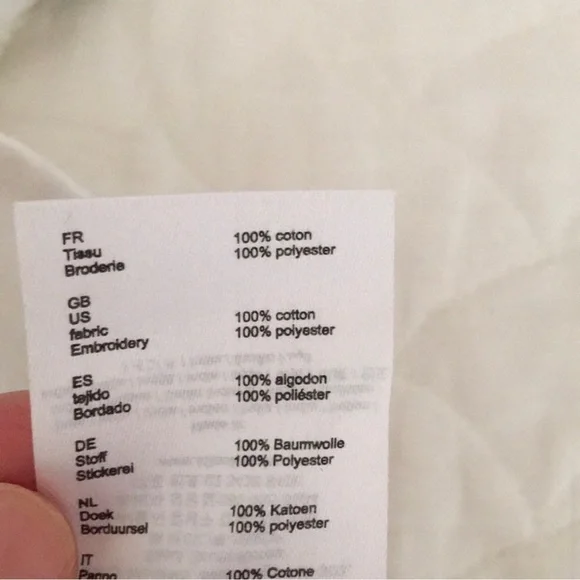 FR
Tissu 100% coton
Broderie 100% polyester
GB
US
fabric 100% cotton
Embroidery 100% polyester
ES
tejido 100% algodon
Bordado 100% poliéster
DE
Stoff 100% Baumwolle
Stickerei 100% Polyester
NL
Doek 100% Katoen
Borduursel 100% polyester
IT
Panno 100% Cotone